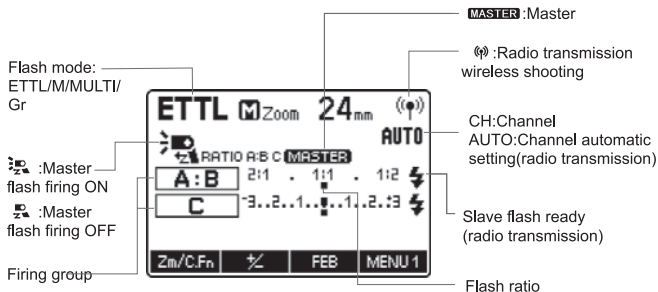 MASTER :Master
:Radio transmission
wireless shooting
Flash mode:
ETTL/M/MULTI/
Gr
ETTL M Zoom 24mm
AUTO
CH:Channel
AUTO:Channel automatic
setting(radio transmission)
RATIO A:B C MASTER
:Master
flash firing ON
A:B 2:1 . 1:1 . 1:2
:Master
flash firing OFF
C -3..2..1..▮..1..2..+3
Slave flash ready
(radio transmission)
Firing group
Zm/C.Fn +/- FEB MENU1
Flash ratio